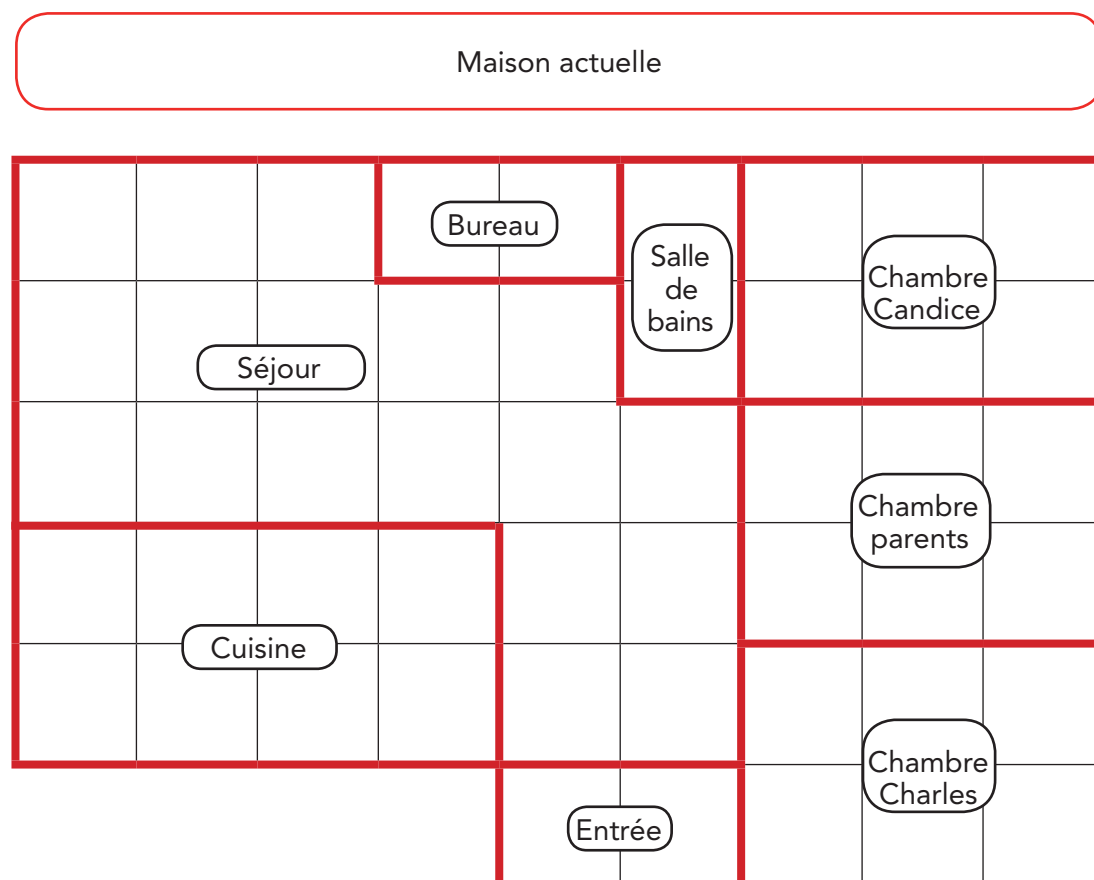 Maison actuelle
Bureau
Salle
de
bains
Chambre
Candice
Séjour
Chambre
parents
Cuisine
Chambre
Charles
Entrée